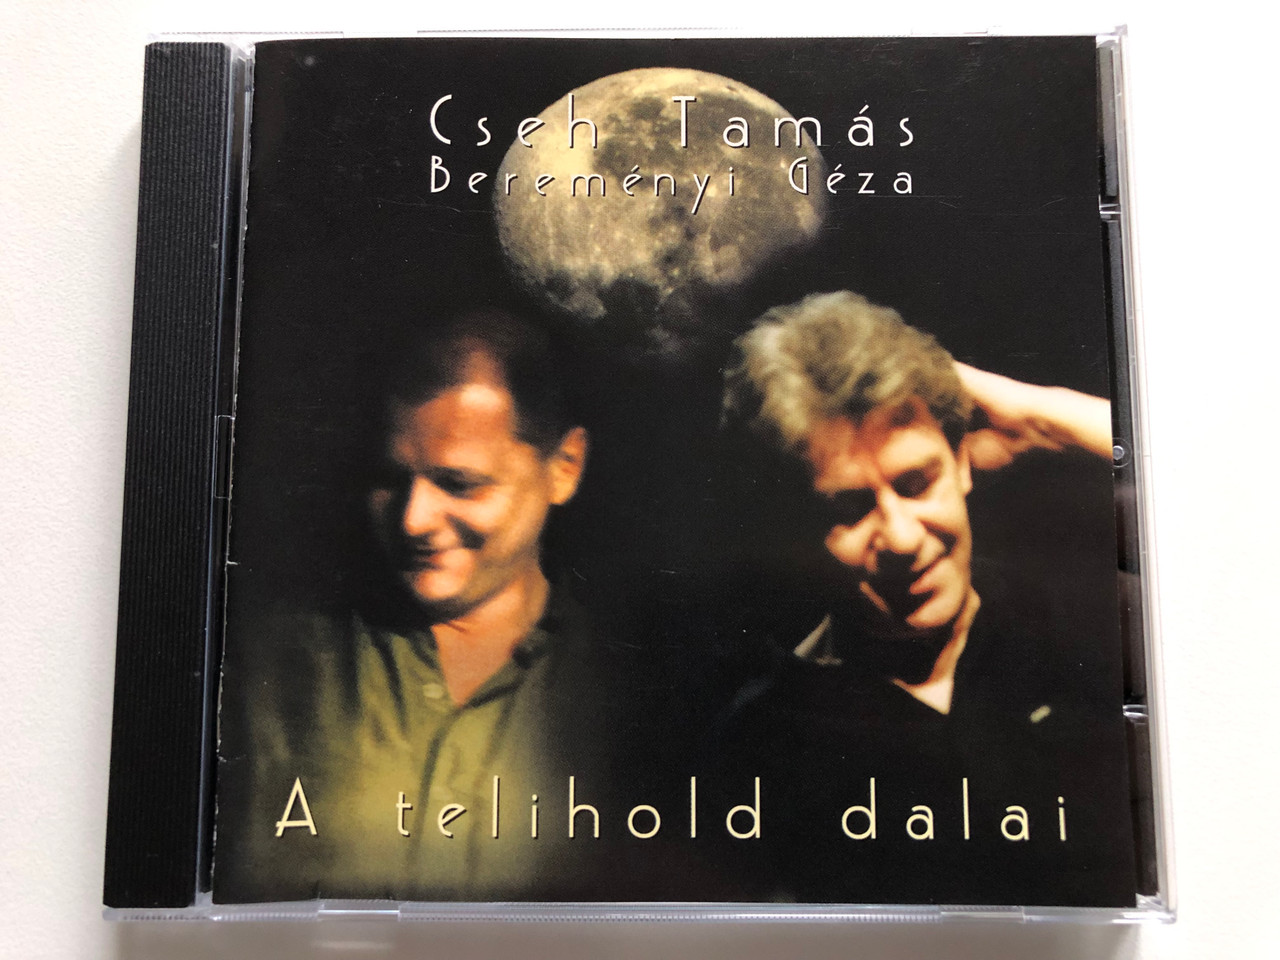 Cseh Tamás
Bereményi Géza
A telihold dalai